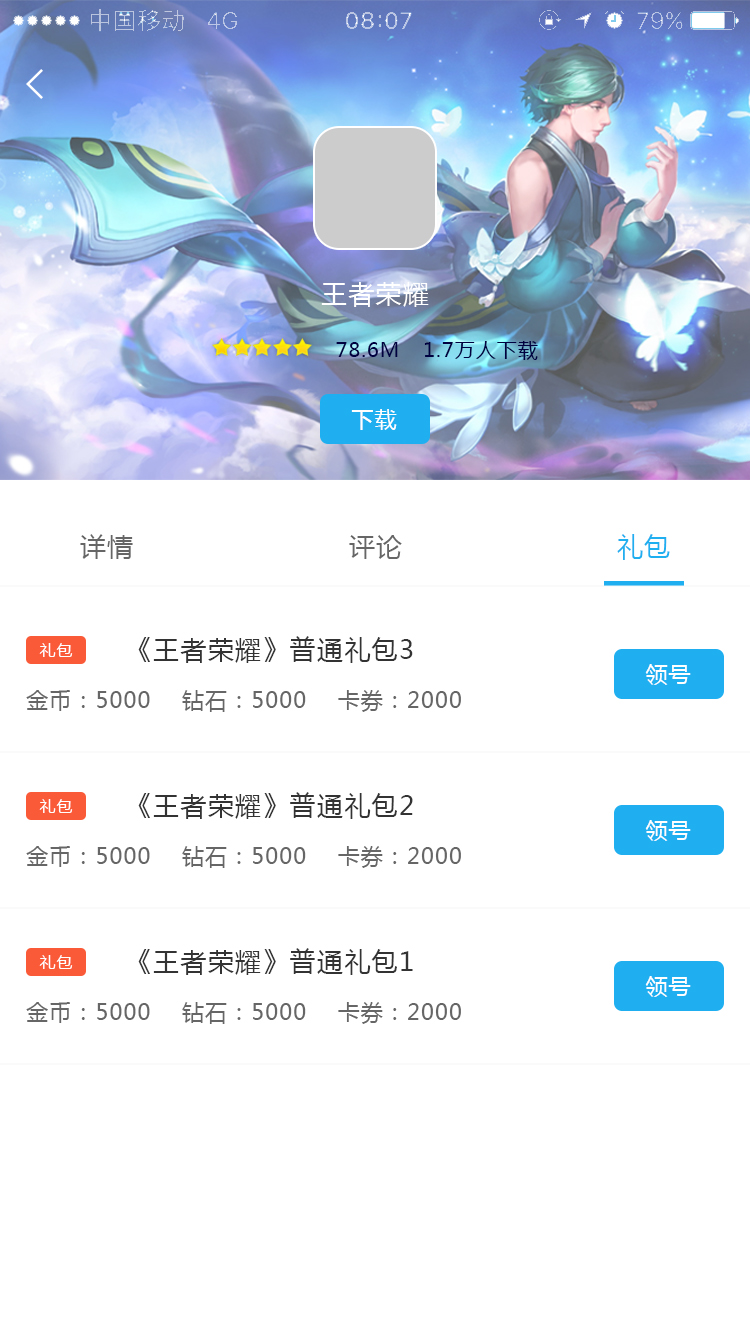 中国移动 4G 08:07 79%
王者荣耀
78.6M 1.7万人下载
下载
详情 评论 礼包
礼包 《王者荣耀》普通礼包3
金币：5000 钻石：5000 卡券：2000
领号
礼包 《王者荣耀》普通礼包2
金币：5000 钻石：5000 卡券：2000
领号
礼包 《王者荣耀》普通礼包1
金币：5000 钻石：5000 卡券：2000
领号